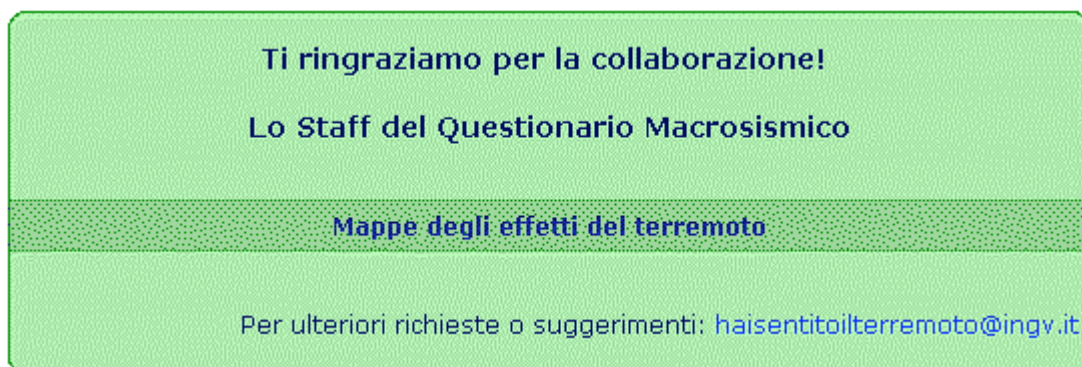 Ti ringraziamo per la collaborazione!
Lo Staff del Questionario Macrosismico
Mappe degli effetti del terremoto
Per ulteriori richieste o suggerimenti: haisentitoilterremoto@ingv.it